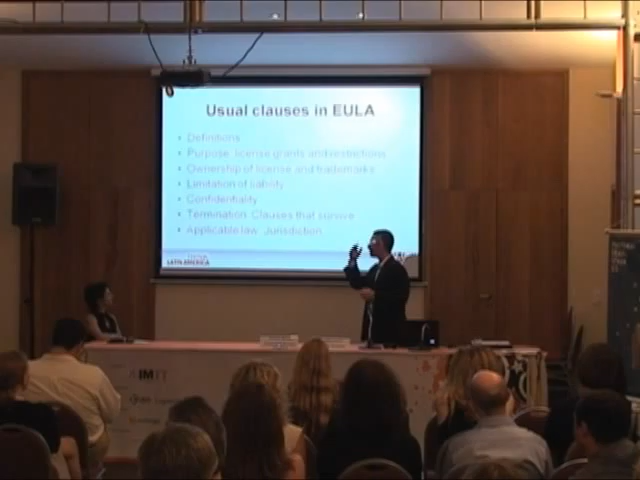 Usual clauses in EULA
• Definitions
• Purpose, license grants and restrictions
• Ownership of license and trademarks
• Limitation of liability
• Confidentiality
• Termination. Clauses that survive
• Applicable law. Jurisdiction.
LATIN AMERICA